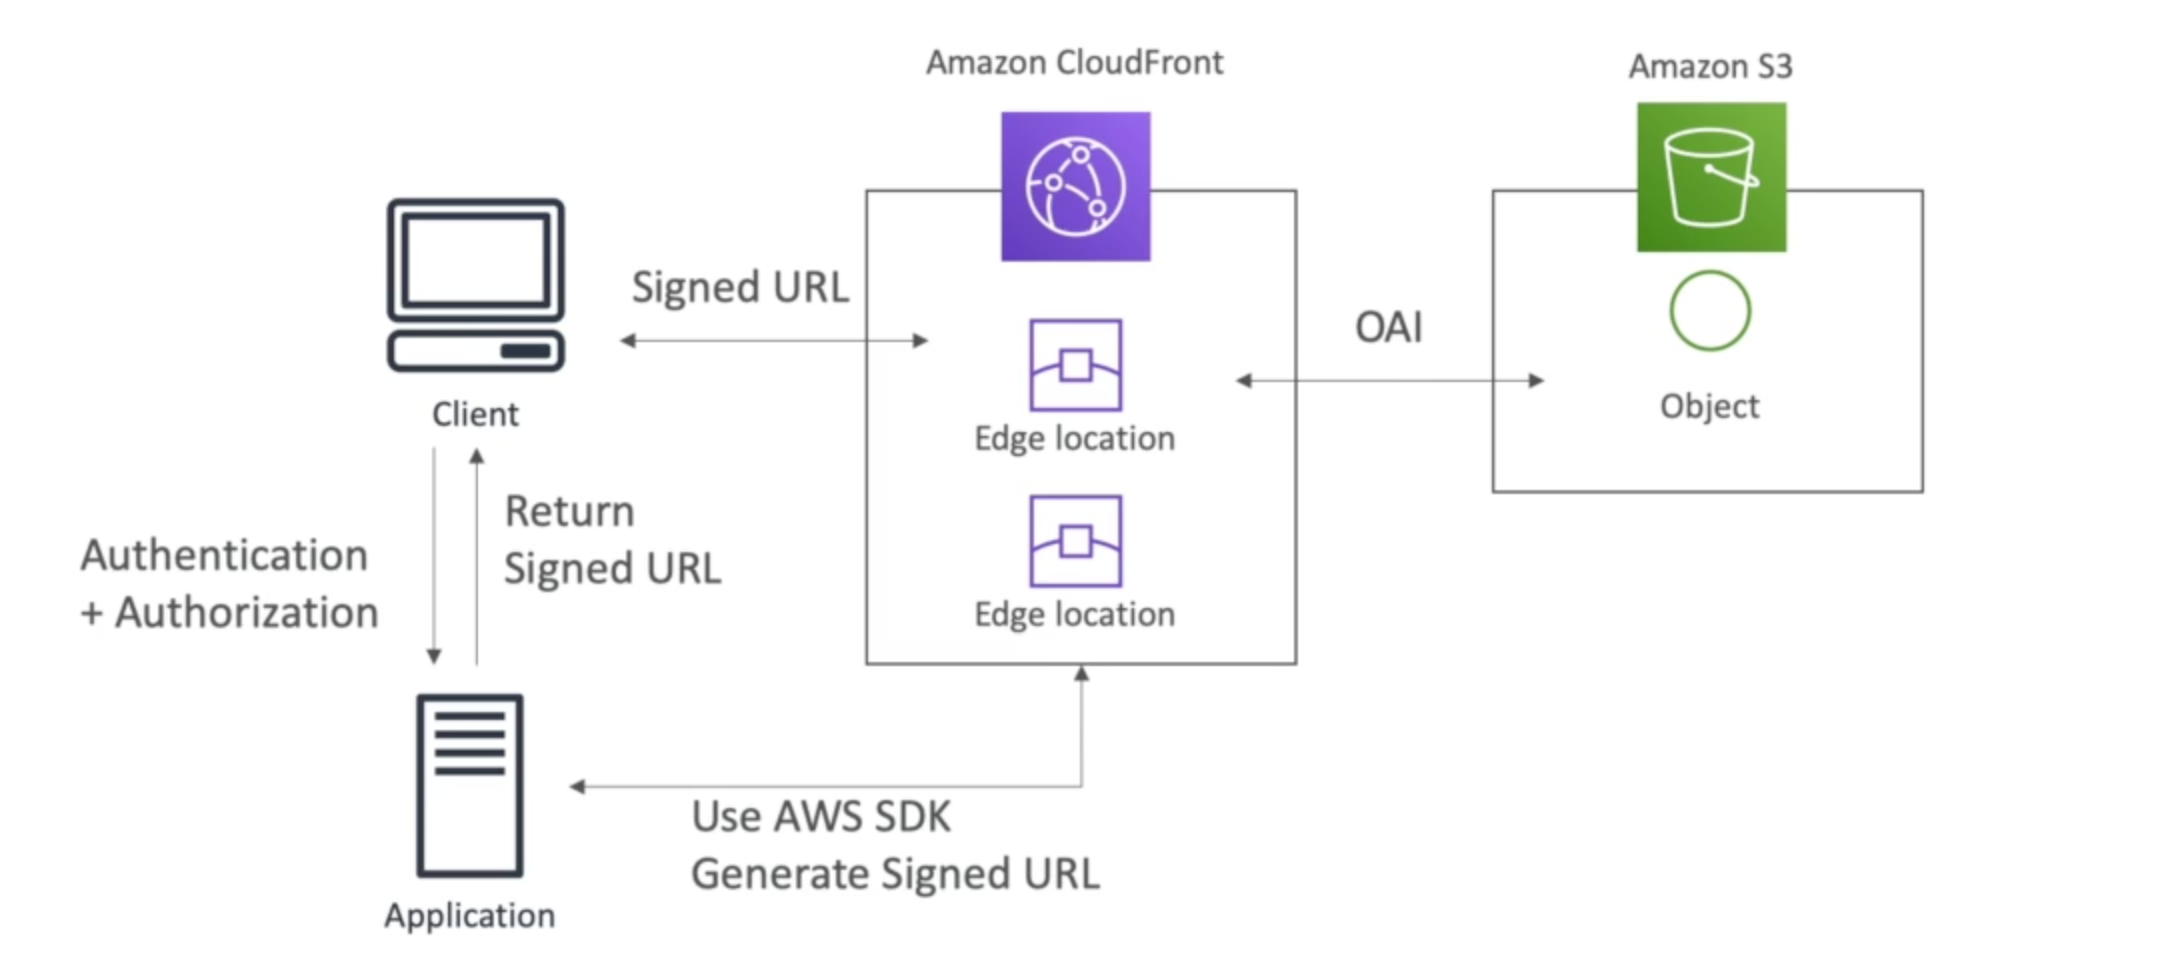 Amazon CloudFront
Amazon S3
Signed URL
OAI
Client
Object
Edge location
Return
Signed URL
Authentication
+ Authorization
Edge location
Use AWS SDK
Generate Signed URL
Application